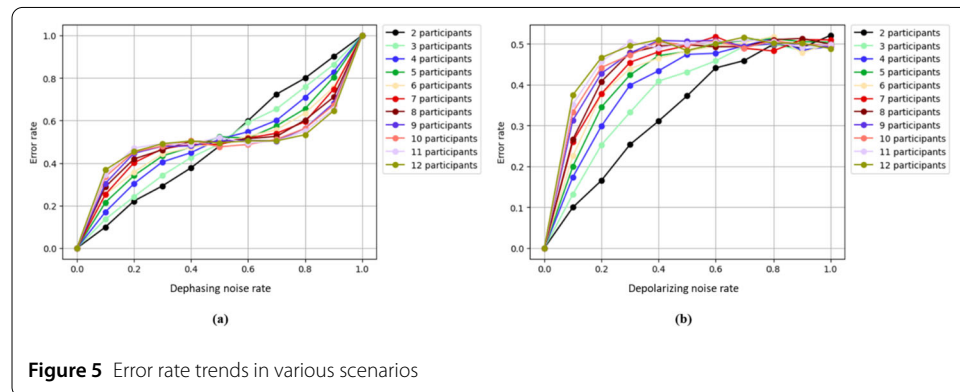 1.0
0.8
0.6
0.4
0.2
0.0
Error rate
0.0 0.2 0.4 0.6 0.8 1.0
Dephasing noise rate
2 participants
3 participants
4 participants
5 participants
6 participants
7 participants
8 participants
9 participants
10 participants
11 participants
12 participants
(a)
0.5
0.4
0.3
0.2
0.1
0.0
Error rate
0.0 0.2 0.4 0.6 0.8 1.0
Depolarizing noise rate
2 participants
3 participants
4 participants
5 participants
6 participants
7 participants
8 participants
9 participants
10 participants
11 participants
12 participants
(b)
Figure 5 Error rate trends in various scenarios